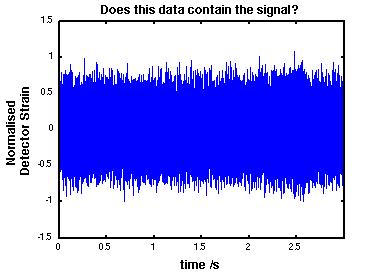 Does this data contain the signal?
Normalised
Detector Strain
1.5
1
0.5
0
-0.5
-1
-1.5
0 0.5 1 1.5 2 2.5
time /s